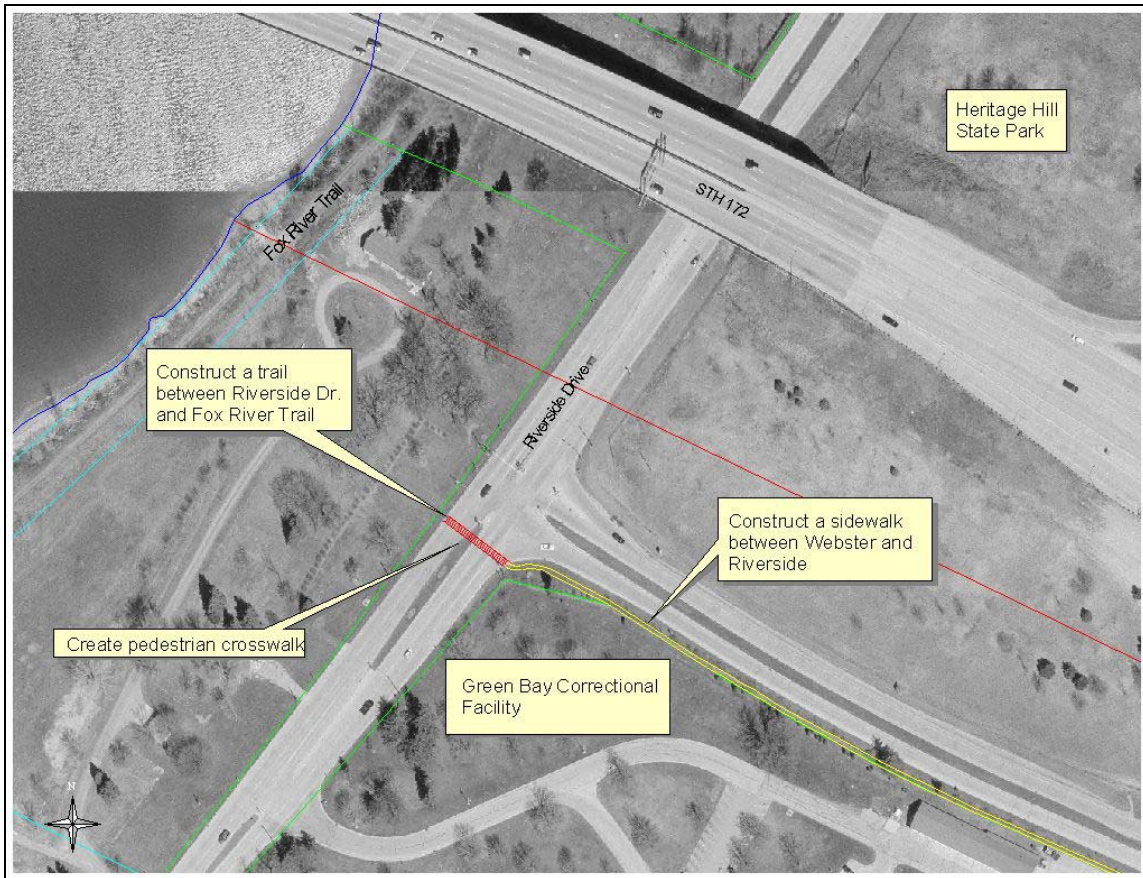 Heritage Hill
State Park
STH 172
Fox River Trail
Construct a trail
between Riverside Dr.
and Fox River Trail
Riverside Drive
Construct a sidewalk
between Webster and
Riverside
Create pedestrian crosswalk
Green Bay Correctional
Facility
N